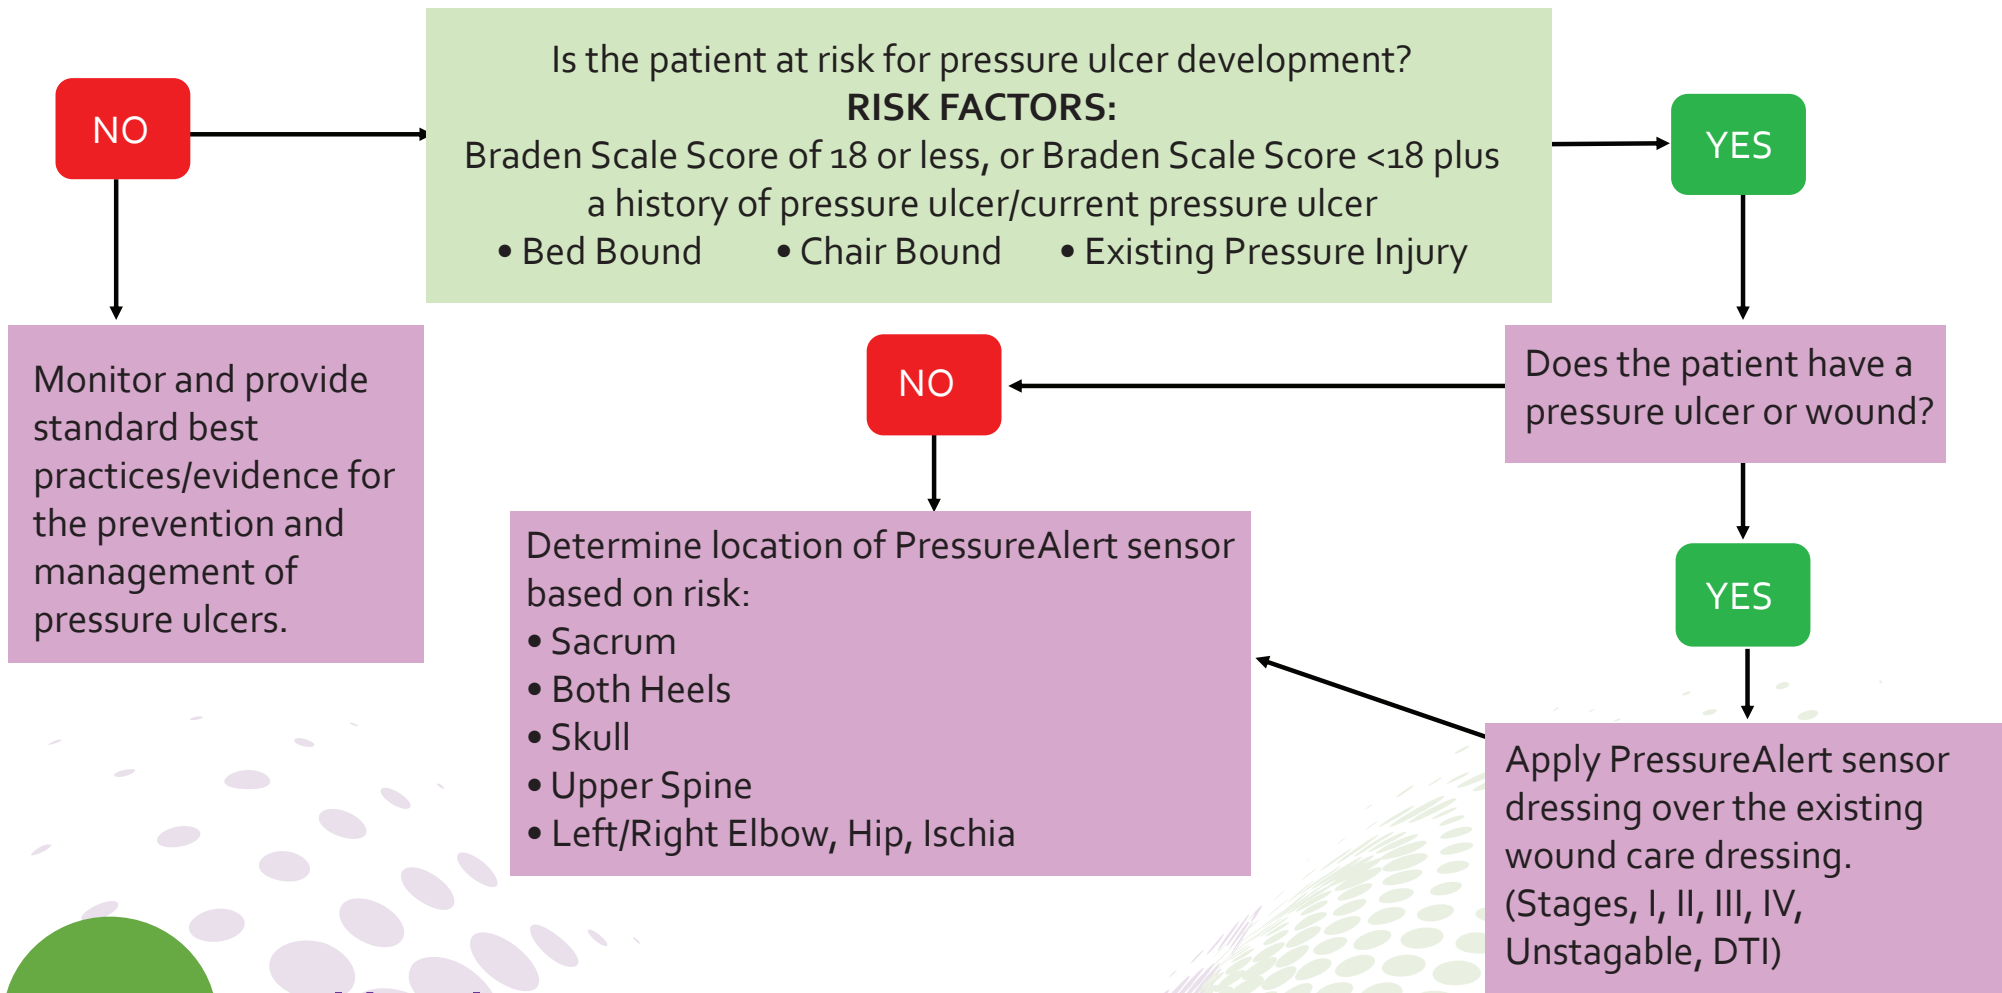 Is the patient at risk for pressure ulcer development?
RISK FACTORS:
Braden Scale Score of 18 or less, or Braden Scale Score <18 plus
a history of pressure ulcer/current pressure ulcer
• Bed Bound • Chair Bound • Existing Pressure Injury
NO
YES
Monitor and provide
standard best
practices/evidence for
the prevention and
management of
pressure ulcers.
NO
Does the patient have a
pressure ulcer or wound?
YES
Determine location of PressureAlert sensor
based on risk:
• Sacrum
• Both Heels
• Skull
• Upper Spine
• Left/Right Elbow, Hip, Ischia
Apply PressureAlert sensor
dressing over the existing
wound care dressing.
(Stages, I, II, III, IV,
Unstagable, DTI)